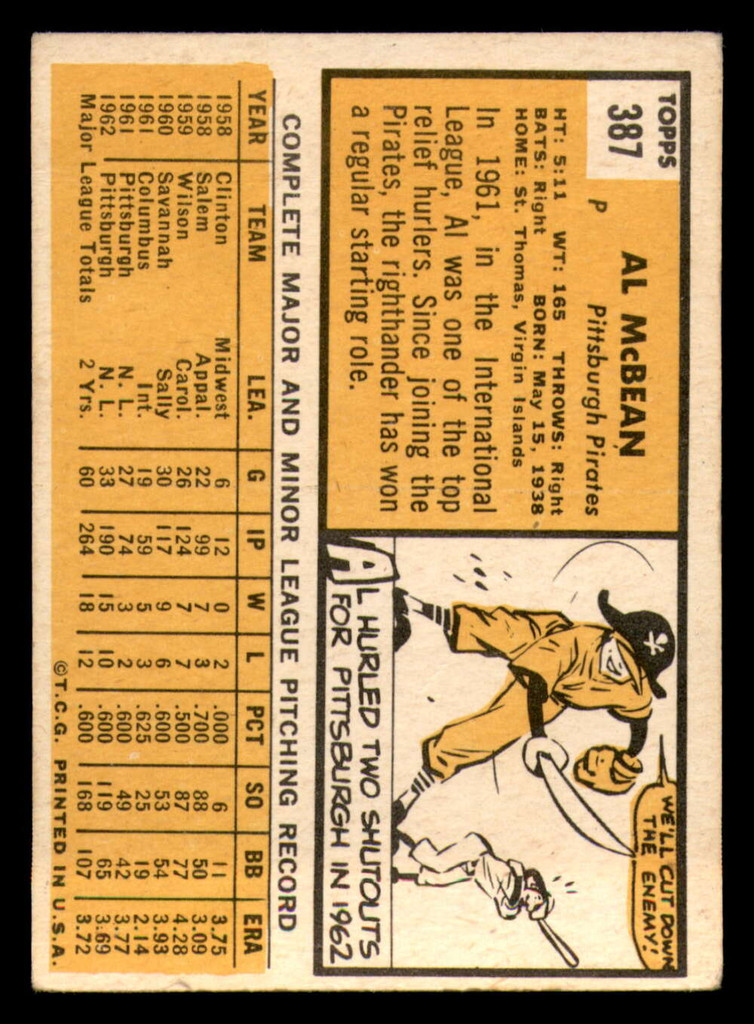 TOPPS
387
AL McBEAN
P Pittsburgh Pirates
HT: 5:11 WT: 165 THROWS: Right
BATS: Right BORN: May 15, 1938
HOME: St. Thomas, Virgin Islands
In 1961, in the International
League, Al was one of the top
relief hurlers. Since joining the
Pirates, the righthander has won
a regular starting role.
WE'LL CUT DOWN
THE ENEMY!
AL HURLED TWO SHUTOUTS
FOR PITTSBURGH IN 1962
COMPLETE MAJOR AND MINOR LEAGUE PITCHING RECORD
YEAR TEAM LEA. G IP W L PCT SO BB ERA
1958 Clinton Midwest 6 12 0 2 .000 6 11 3.75
1958 Salem Appal. 22 99 7 3 .700 88 50 3.09
1959 Wilson Carol. 26 124 7 7 .500 87 77 4.28
1960 Savannah Sally 30 117 9 6 .600 53 54 3.93
1961 Columbus Int. 19 59 5 3 .625 25 19 2.14
1961 Pittsburgh N. L. 27 74 3 2 .600 49 42 3.77
1962 Pittsburgh N. L. 33 190 15 10 .600 119 65 3.69
Major League Totals 2 Yrs. 60 264 18 12 .600 168 107 3.72
©T.C.G. PRINTED IN U.S.A.